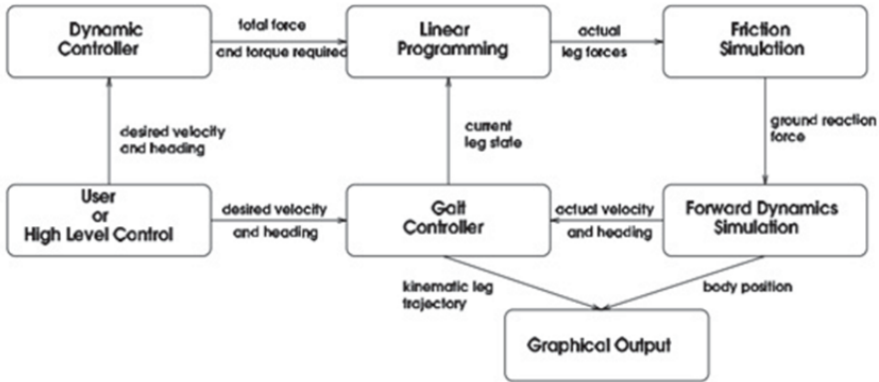 Dynamic
Controller
total force
and torque required
Linear
Programming
actual
leg forces
Friction
Simulation
desired velocity
and heading
current
leg state
ground reaction
force
User
or
High Level Control
desired velocity
and heading
Gait
Controller
actual velocity
and heading
Forward Dynamics
Simulation
kinematic leg
trajectory
body position
Graphical Output